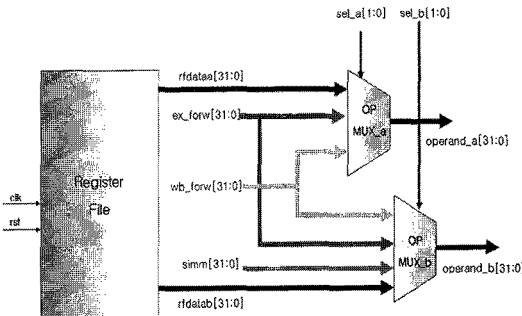 sel_a[1:0] sel_b[1:0]
rfdataa[31:0]
ex_forw[31:0]
OP
MUX_a
operand_a[31:0]
clk
rst
Register
File
wb_forw[31:0]
OP
MUX_b
simm[31:0]
operand_b[31:0]
rfdatab[31:0]